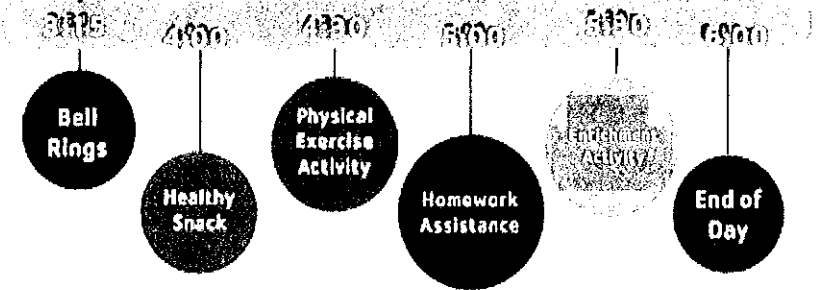 4:00
4:30
5:00
5:30
6:00
Bell
Rings
Healthy
Snack
Physical
Exercise
Activity
Homework
Assistance
Enrichment
Activity
End of
Day